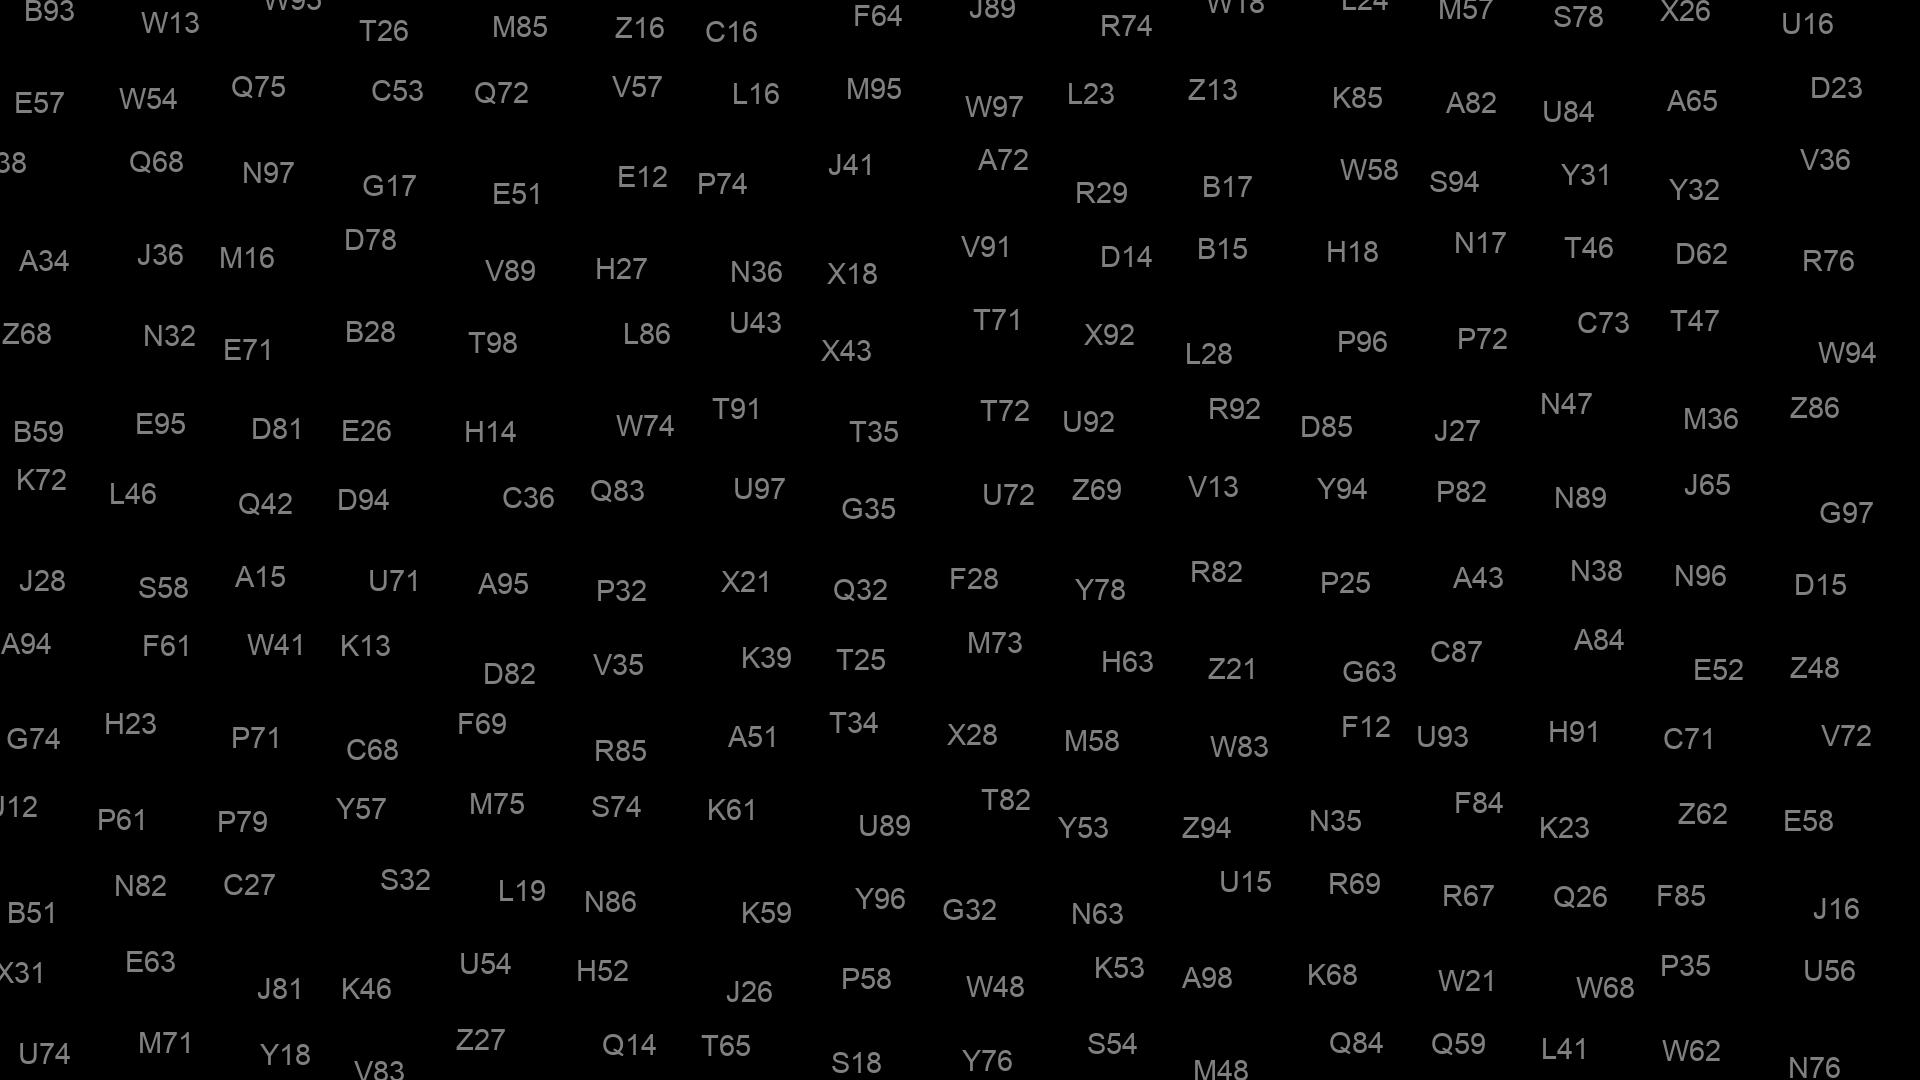 B93 W13 W95 T26 M85 Z16 C16 F64 J89 R74 W18 L24 M57 S78 X26 U16
E57 W54 Q75 C53 Q72 V57 L16 M95 W97 L23 Z13 K85 A82 U84 A65 D23
38 Q68 N97 G17 E51 E12 P74 J41 A72 R29 B17 W58 S94 Y31 Y32 V36
A34 J36 M16 D78 V89 H27 N36 X18 V91 D14 B15 H18 N17 T46 D62 R76
Z68 N32 E71 B28 T98 L86 U43 X43 T71 X92 L28 P96 P72 C73 T47 W94
B59 E95 D81 E26 H14 W74 T91 T35 T72 U92 R92 D85 J27 N47 M36 Z86
K72 L46 Q42 D94 C36 Q83 U97 G35 U72 Z69 V13 Y94 P82 N89 J65 G97
J28 S58 A15 U71 A95 P32 X21 Q32 F28 Y78 R82 P25 A43 N38 N96 D15
A94 F61 W41 K13 D82 V35 K39 T25 M73 H63 Z21 G63 C87 A84 E52 Z48
G74 H23 P71 C68 F69 R85 A51 T34 X28 M58 W83 F12 U93 H91 C71 V72
J12 P61 P79 Y57 M75 S74 K61 U89 T82 Y53 Z94 N35 F84 K23 Z62 E58
B51 N82 C27 S32 L19 N86 K59 Y96 G32 N63 U15 R69 R67 Q26 F85 J16
X31 E63 J81 K46 U54 H52 J26 P58 W48 K53 A98 K68 W21 W68 P35 U56
U74 M71 Y18 V83 Z27 Q14 T65 S18 Y76 S54 M48 Q84 Q59 L41 W62 N76